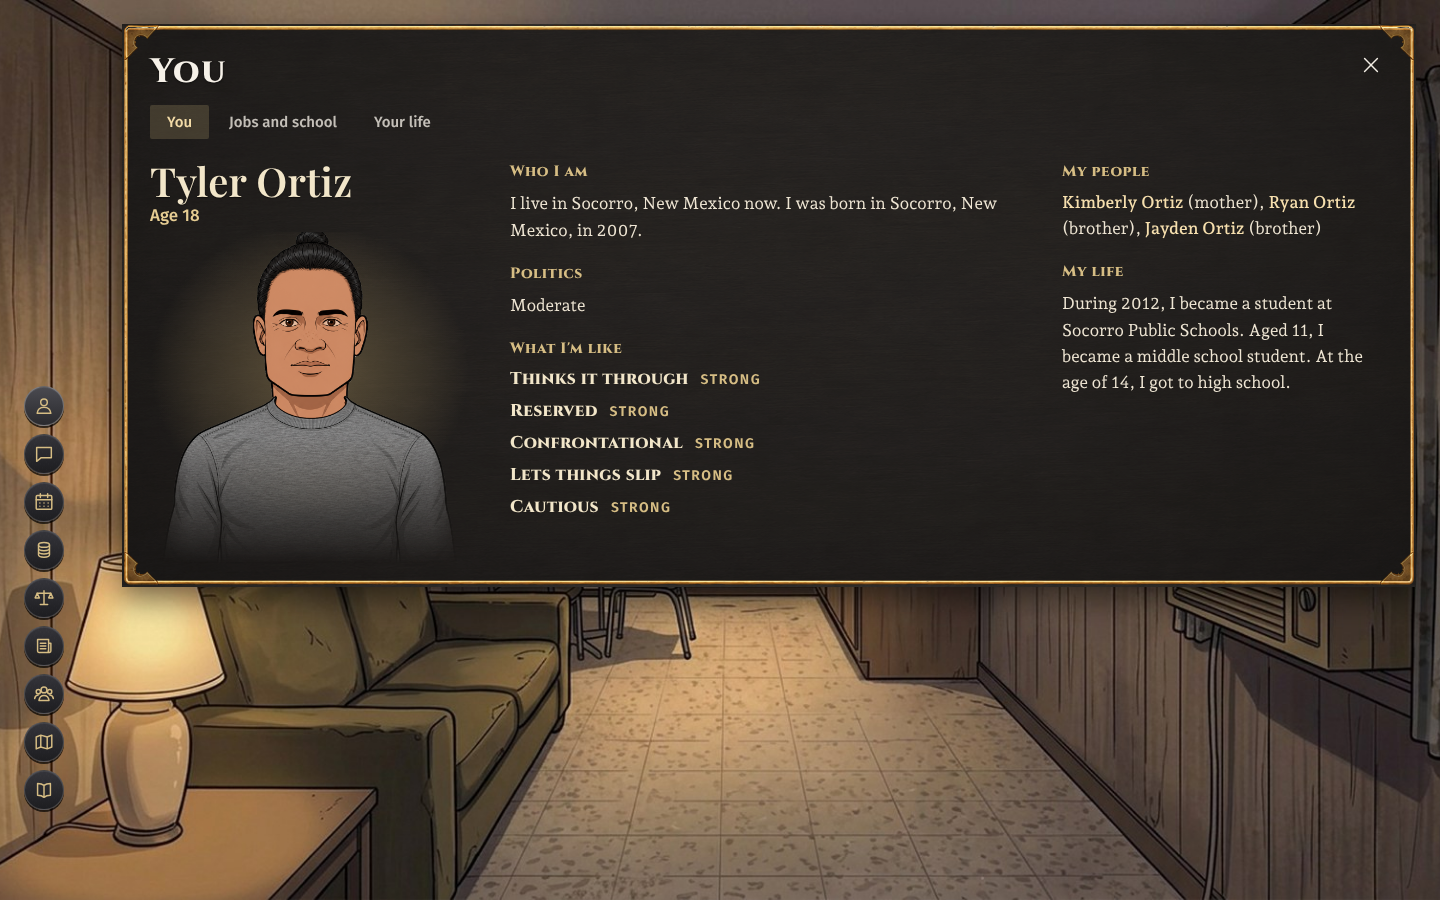 You
You
Jobs and school
Your life
Tyler Ortiz
Age 18
Who I am
I live in Socorro, New Mexico now. I was born in Socorro, New
Mexico, in 2007.
Politics
Moderate
What I'm like
Thinks it through STRONG
Reserved STRONG
Confrontational STRONG
Lets things slip STRONG
Cautious STRONG
My people
Kimberly Ortiz (mother), Ryan Ortiz
(brother), Jayden Ortiz (brother)
My life
During 2012, I became a student at
Socorro Public Schools. Aged 11, I
became a middle school student. At the
age of 14, I got to high school.